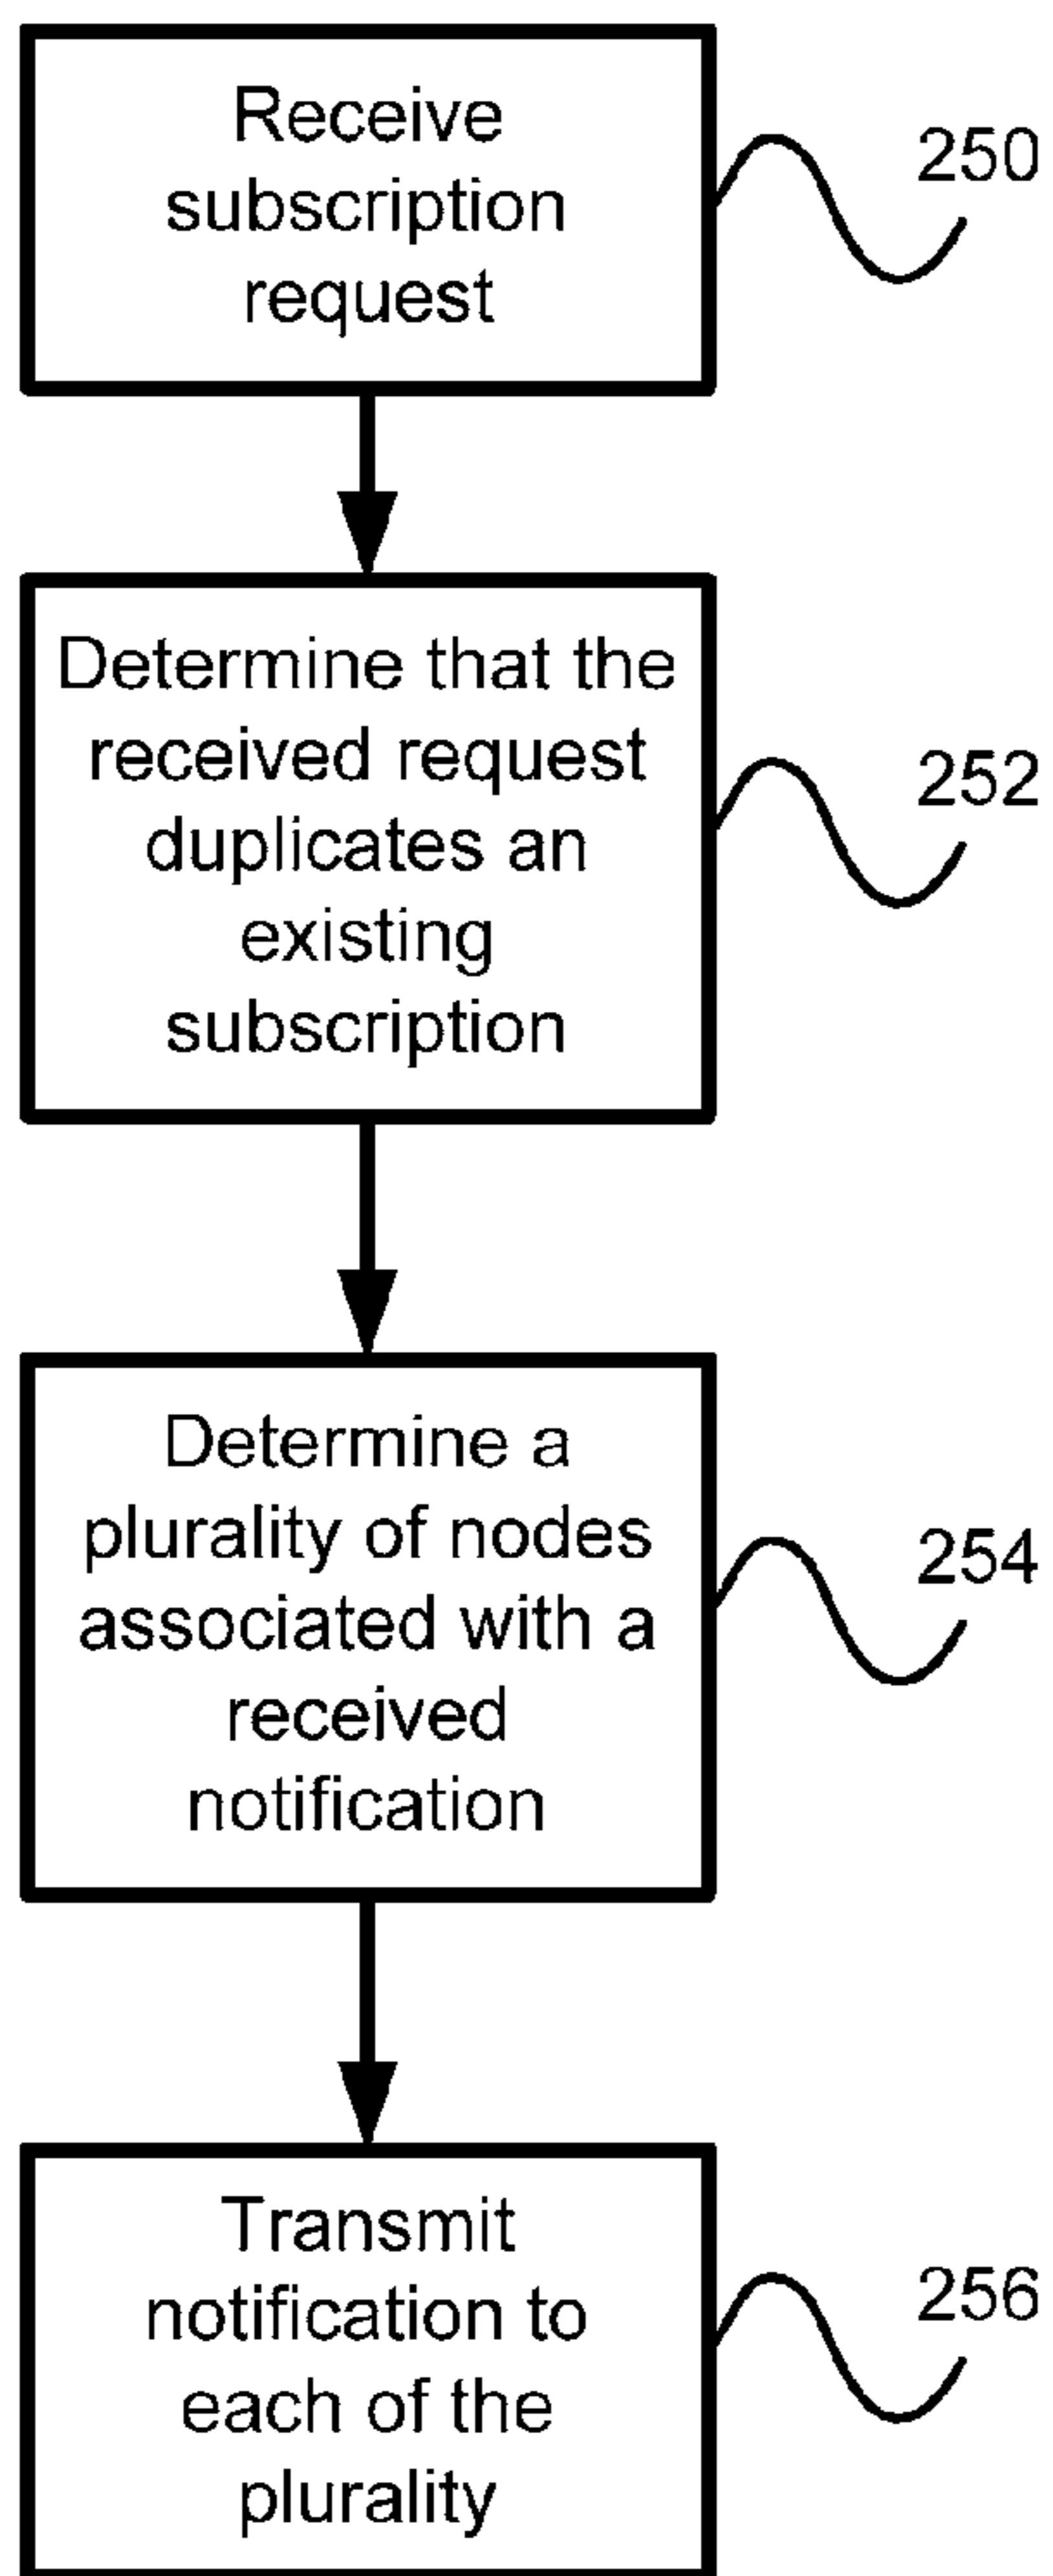 Receive
subscription
request
250
Determine that the
received request
duplicates an
existing
subscription
252
Determine a
plurality of nodes
associated with a
received
notification
254
Transmit
notification to
each of the
plurality
256